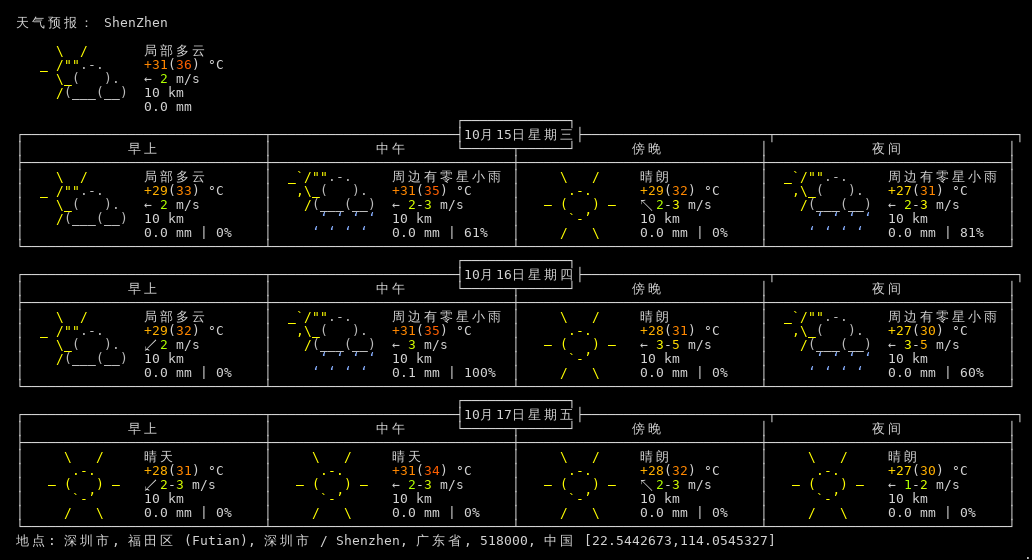 天气预报： ShenZhen
局部多云
+31(36) °C
← 2 m/s
10 km
0.0 mm
10月15日星期三
早上 中午 傍晚 夜间
局部多云 周边有零星小雨 晴朗 周边有零星小雨
+29(33) °C +31(35) °C +29(32) °C +27(31) °C
← 2 m/s ← 2-3 m/s ↖ 2-3 m/s ← 2-3 m/s
10 km 10 km 10 km 10 km
0.0 mm | 0% 0.0 mm | 61% 0.0 mm | 0% 0.0 mm | 81%
10月16日星期四
早上 中午 傍晚 夜间
局部多云 周边有零星小雨 晴朗 周边有零星小雨
+29(32) °C +31(35) °C +28(31) °C +27(30) °C
↙ 2 m/s ← 3 m/s ← 3-5 m/s ← 3-5 m/s
10 km 10 km 10 km 10 km
0.0 mm | 0% 0.1 mm | 100% 0.0 mm | 0% 0.0 mm | 60%
10月17日星期五
早上 中午 傍晚 夜间
晴天 晴天 晴朗 晴朗
+28(31) °C +31(34) °C +28(32) °C +27(30) °C
↙ 2-3 m/s ← 2-3 m/s ↖ 2-3 m/s ← 1-2 m/s
10 km 10 km 10 km 10 km
0.0 mm | 0% 0.0 mm | 0% 0.0 mm | 0% 0.0 mm | 0%
地点: 深圳市, 福田区 (Futian), 深圳市 / Shenzhen, 广东省, 518000, 中国 [22.5442673,114.0545327]